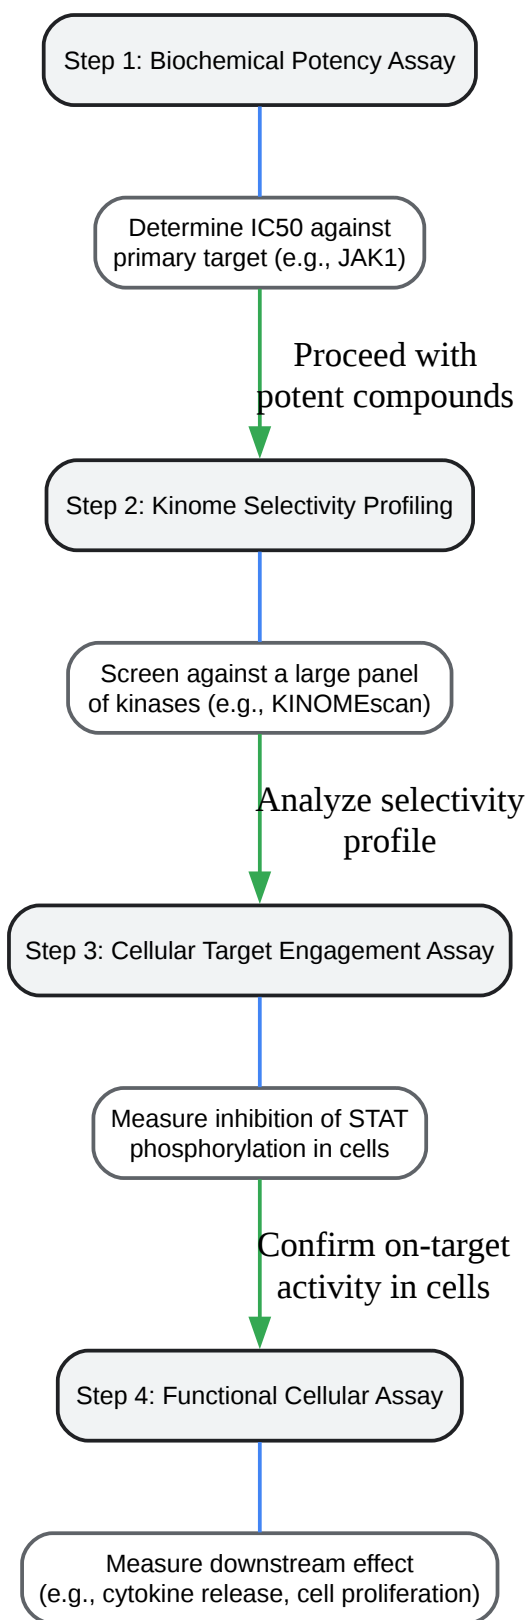 Step 1: Biochemical Potency Assay
Determine IC50 against
primary target (e.g., JAK1)
Proceed with
potent compounds
Step 2: Kinome Selectivity Profiling
Screen against a large panel
of kinases (e.g., KINOMEscan)
Analyze selectivity
profile
Step 3: Cellular Target Engagement Assay
Measure inhibition of STAT
phosphorylation in cells
Confirm on-target
activity in cells
Step 4: Functional Cellular Assay
Measure downstream effect
(e.g., cytokine release, cell proliferation)